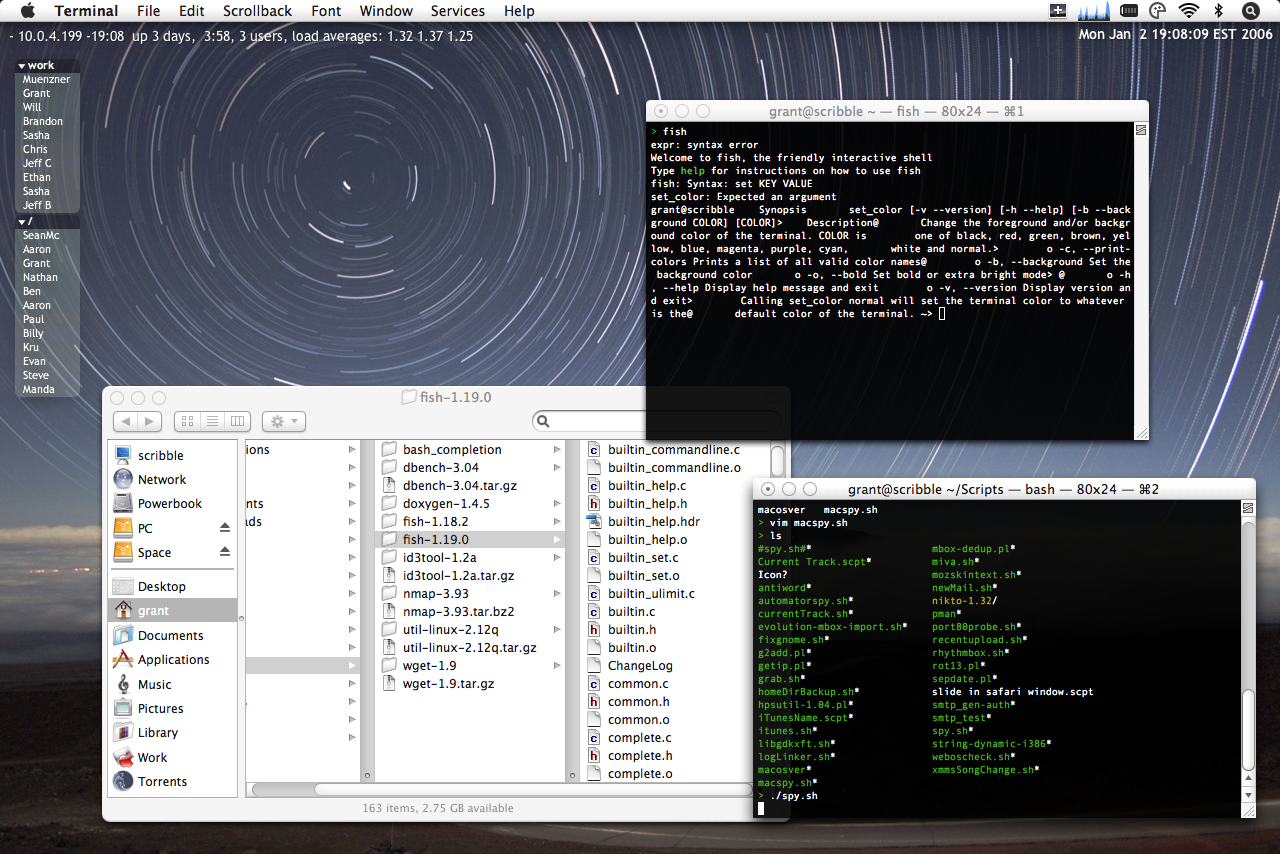 Terminal File Edit Scrollback Font Window Services Help
- 10.0.4.199 -19:08 up 3 days, 3:58, 3 users, load averages: 1.32 1.37 1.25
Mon Jan 2 19:08:09 EST 2006
work
Muenzner
Grant
Will
Brandon
Sasha
Chris
Jeff C
Ethan
Sasha
Jeff B
/
SeanMc
Aaron
Grant
Nathan
Ben
Aaron
Paul
Billy
Kru
Evan
Steve
Manda
grant@scribble ~ — fish — 80x24 — ⌘1
> fish
expr: syntax error
Welcome to fish, the friendly interactive shell
Type help for instructions on how to use fish
fish: Syntax: set KEY VALUE
set_color: Expected an argument
grant@scribble    Synopsis      set_color [-v --version] [-h --help] [-b --back
ground COLOR] [COLOR]>    Description@      Change the foreground and/or backgr
ound color of the terminal. COLOR is       one of black, red, green, brown, yel
low, blue, magenta, purple, cyan,      white and normal.>       o -c, --print-
colors Prints a list of all valid color names@       o -b, --background Set the
 background color      o -o, --bold Set bold or extra bright mode> @      o -h
, --help Display help message and exit       o -v, --version Display version an
d exit>       Calling set_color normal will set the terminal color to whatever
is the@      default color of the terminal. ~>
fish-1.19.0
scribble
Network
Powerbook
PC
Space
Desktop
grant
Documents
Applications
Music
Pictures
Library
Work
Torrents
ions
nts
ds
bash_completion
dbench-3.04
dbench-3.04.tar.gz
doxygen-1.4.5
fish-1.18.2
fish-1.19.0
id3tool-1.2a
id3tool-1.2a.tar.gz
nmap-3.93
nmap-3.93.tar.bz2
util-linux-2.12q
util-linux-2.12q.tar.gz
wget-1.9
wget-1.9.tar.gz
builtin_commandline.c
builtin_commandline.o
builtin_help.c
builtin_help.h
builtin_help.hdr
builtin_help.o
builtin_set.c
builtin_set.o
builtin_ulimit.c
builtin.c
builtin.h
builtin.o
ChangeLog
common.c
common.h
common.o
complete.c
complete.h
complete.o
163 items, 2.75 GB available
grant@scribble ~/Scripts — bash — 80x24 — ⌘2
macosver   macspy.sh
> vim macspy.sh
> ls
#spy.sh#* mbox-dedup.pl*
Current Track.scpt* miva.sh*
Icon? mozskintext.sh*
antiword* newMail.sh*
automatorspy.sh* nikto-1.32/
currentTrack.sh* pman*
evolution-mbox-import.sh* port80probe.sh*
fixgnome.sh* recentupload.sh*
g2add.pl* rhythmbox.sh*
getip.pl* rot13.pl*
grab.sh* sepdate.pl*
homeDirBackup.sh* slide in safari window.scpt
hpsutil-1.04.pl* smtp_gen-auth*
iTunesName.scpt* smtp_test*
itunes.sh* spy.sh*
libgdkxft.sh* string-dynamic-i386*
logLinker.sh* weboscheck.sh*
macosver* xmmsSongChange.sh*
macspy.sh*
> ./spy.sh